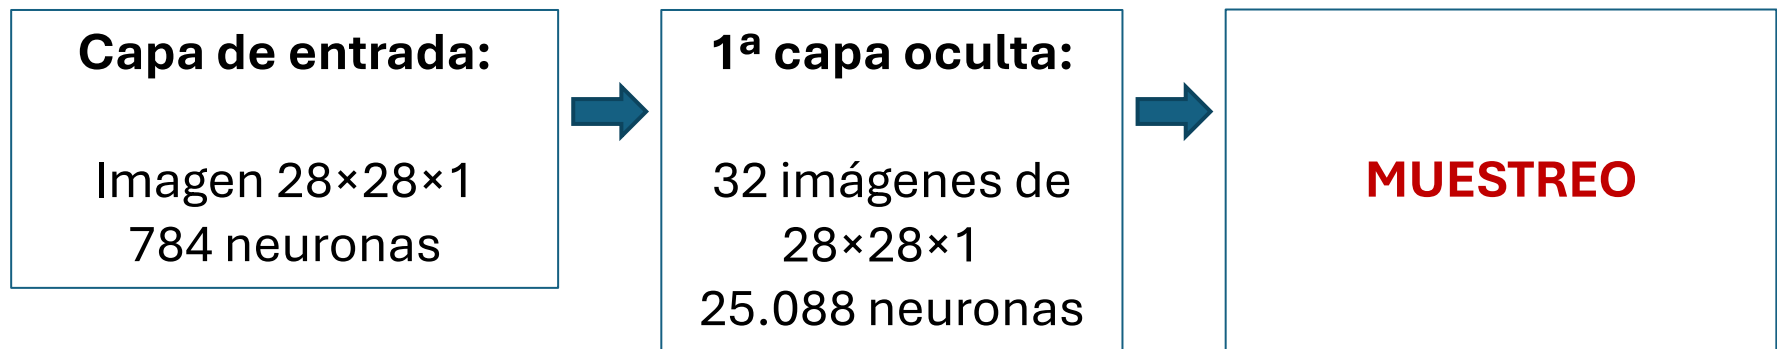 Capa de entrada:
Imagen 28×28×1
784 neuronas
1ª capa oculta:
32 imágenes de
28×28×1
25.088 neuronas
MUESTREO